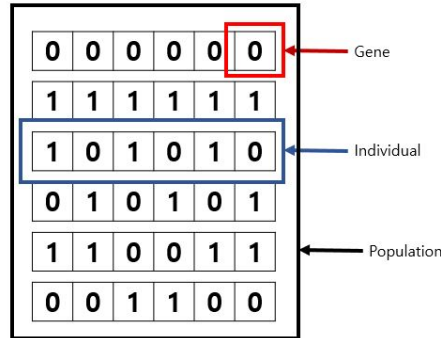 0 0 0 0 0 0
Gene
1 1 1 1 1 1
1 0 1 0 1 0
Individual
0 1 0 1 0 1
1 1 0 0 1 1
Population
0 0 1 1 0 0